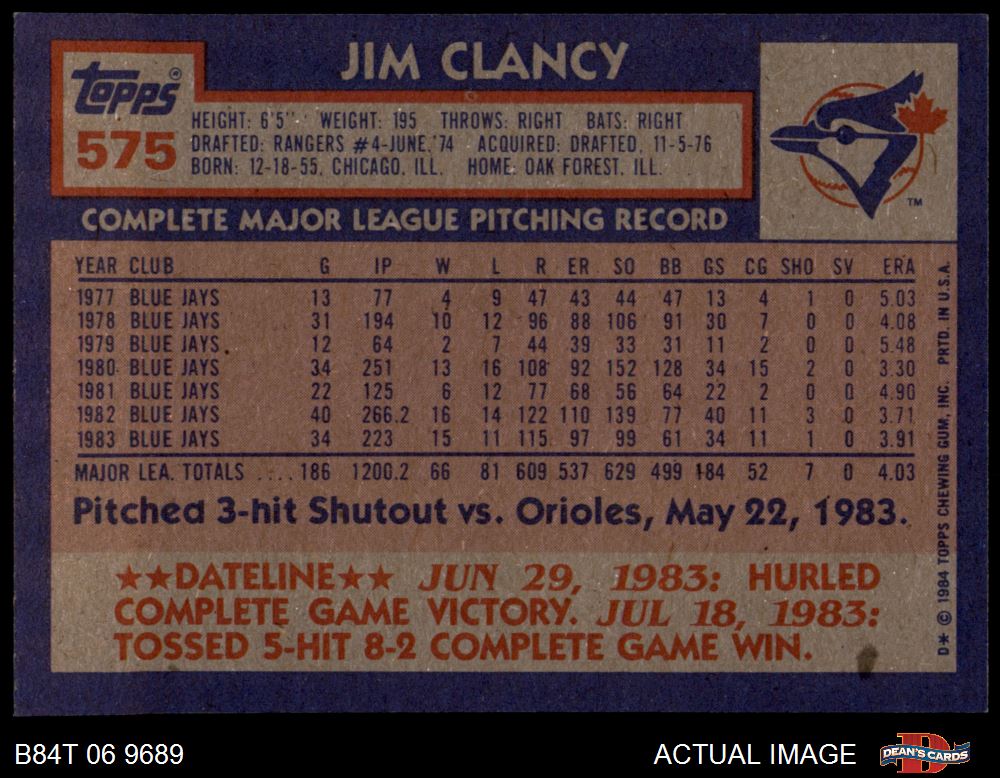 JIM CLANCY
Topps®
575
HEIGHT: 6'5" WEIGHT: 195 THROWS: RIGHT BATS: RIGHT
DRAFTED: RANGERS #4-JUNE, '74 ACQUIRED: DRAFTED, 11-5-76
BORN: 12-18-55, CHICAGO, ILL. HOME: OAK FOREST, ILL.
TM
COMPLETE MAJOR LEAGUE PITCHING RECORD
YEAR CLUB G IP W L R ER SO BB GS CG SHO SV ERA
1977 BLUE JAYS 13 77 4 9 47 43 44 47 13 4 1 0 5.03
1978 BLUE JAYS 31 194 10 12 96 88 106 91 30 7 0 0 4.08
1979 BLUE JAYS 12 64 2 7 44 39 33 31 11 2 0 0 5.48
1980 BLUE JAYS 34 251 13 16 108 92 152 128 34 15 2 0 3.30
1981 BLUE JAYS 22 125 6 12 77 68 56 64 22 2 0 0 4.90
1982 BLUE JAYS 40 266.2 16 14 122 110 139 77 40 11 3 0 3.71
1983 BLUE JAYS 34 223 15 11 115 97 99 61 34 11 1 0 3.91
MAJOR LEA. TOTALS .... 186 1200.2 66 81 609 537 629 499 184 52 7 0 4.03
Pitched 3-hit Shutout vs. Orioles, May 22, 1983.
★★DATELINE★★ JUN 29, 1983: HURLED
COMPLETE GAME VICTORY. JUL 18, 1983:
TOSSED 5-HIT 8-2 COMPLETE GAME WIN.
D* © 1984 TOPPS CHEWING GUM, INC. PRTD. IN U.S.A.
B84T 06 9689
ACTUAL IMAGE
D
DEAN'S CARDS